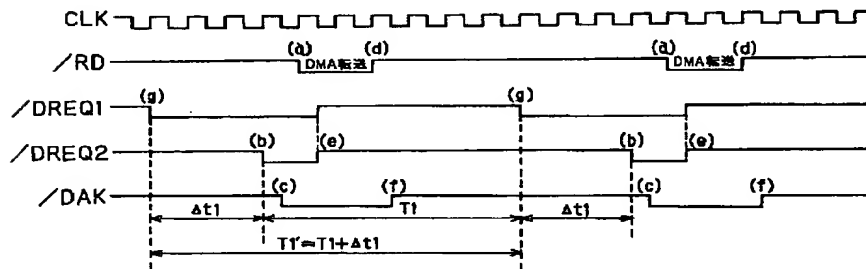 CLK
(a) (d) (a) (d)
/RD DMA転送 DMA転送
(g) (g)
/DREQ1
(b) (e) (b) (e)
/DREQ2
(c) (f) (c) (f)
/DAK
Δt1 T1 Δt1
T1'=T1+Δt1